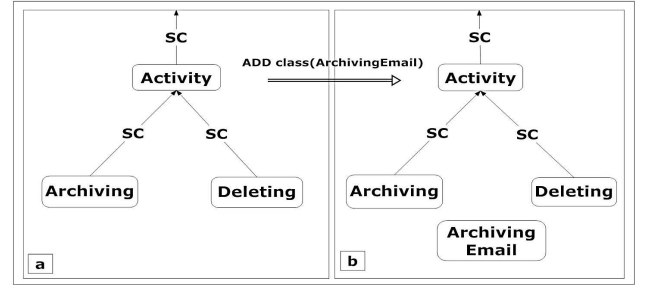 SC
ADD class(ArchivingEmail)
SC
Activity
Activity
SC
SC
SC
SC
Archiving
Deleting
Archiving
Deleting
Archiving
Email
a
b